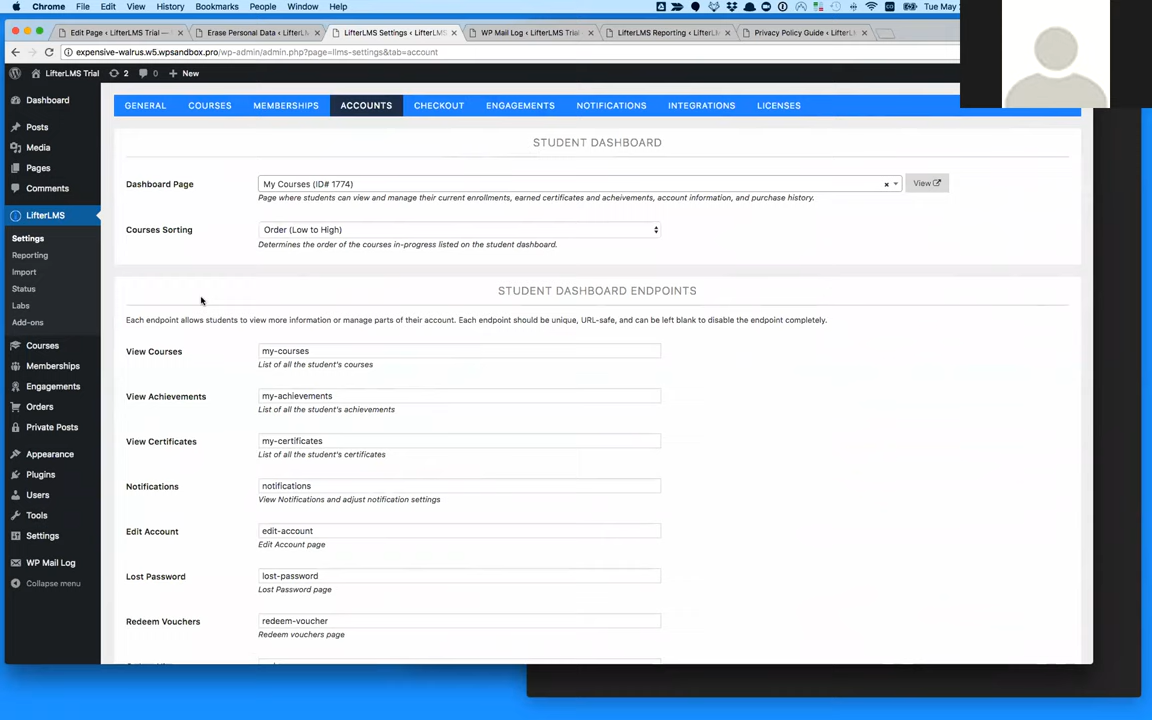 Chrome File Edit View History Bookmarks People Window Help Tue May
Edit Page ‹ LifterLMS Trial — Erase Personal Data ‹ LifterLM LifterLMS Settings ‹ LifterLMS WP Mail Log ‹ LifterLMS Trial LifterLMS Reporting ‹ LifterLM Privacy Policy Guide ‹ LifterLM
expensive-walrus.w5.wpsandbox.pro/wp-admin/admin.php?page=llms-settings&tab=account
LifterLMS Trial 2 0 + New
Dashboard
Posts
Media
Pages
Comments
LifterLMS
Settings
Reporting
Import
Status
Labs
Add-ons
Courses
Memberships
Engagements
Orders
Private Posts
Appearance
Plugins
Users
Tools
Settings
WP Mail Log
Collapse menu
GENERAL COURSES MEMBERSHIPS ACCOUNTS CHECKOUT ENGAGEMENTS NOTIFICATIONS INTEGRATIONS LICENSES
STUDENT DASHBOARD
Dashboard Page My Courses (ID# 1774) × View
Page where students can view and manage their current enrollments, earned certificates and acheivements, account information, and purchase history.
Courses Sorting Order (Low to High)
Determines the order of the courses in-progress listed on the student dashboard.
STUDENT DASHBOARD ENDPOINTS
Each endpoint allows students to view more information or manage parts of their account. Each endpoint should be unique, URL-safe, and can be left blank to disable the endpoint completely.
View Courses my-courses
List of all the student's courses
View Achievements my-achievements
List of all the student's achievements
View Certificates my-certificates
List of all the student's certificates
Notifications notifications
View Notifications and adjust notification settings
Edit Account edit-account
Edit Account page
Lost Password lost-password
Lost Password page
Redeem Vouchers redeem-voucher
Redeem vouchers page